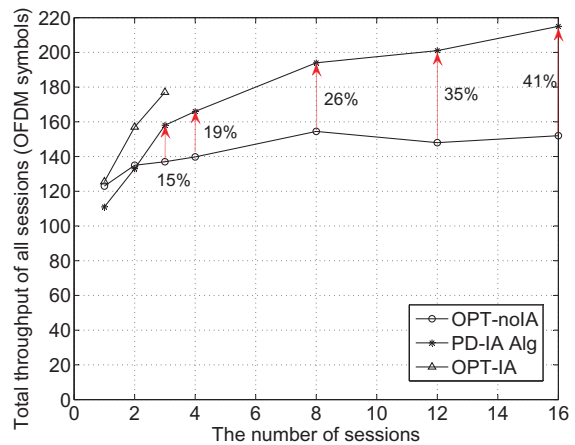 Total throughput of all sessions (OFDM symbols)
220
200
180
160
140
120
100
80
60
40
20
0
15%
19%
26%
35%
41%
OPT-noIA
PD-IA Alg
OPT-IA
0 2 4 6 8 10 12 14 16
The number of sessions